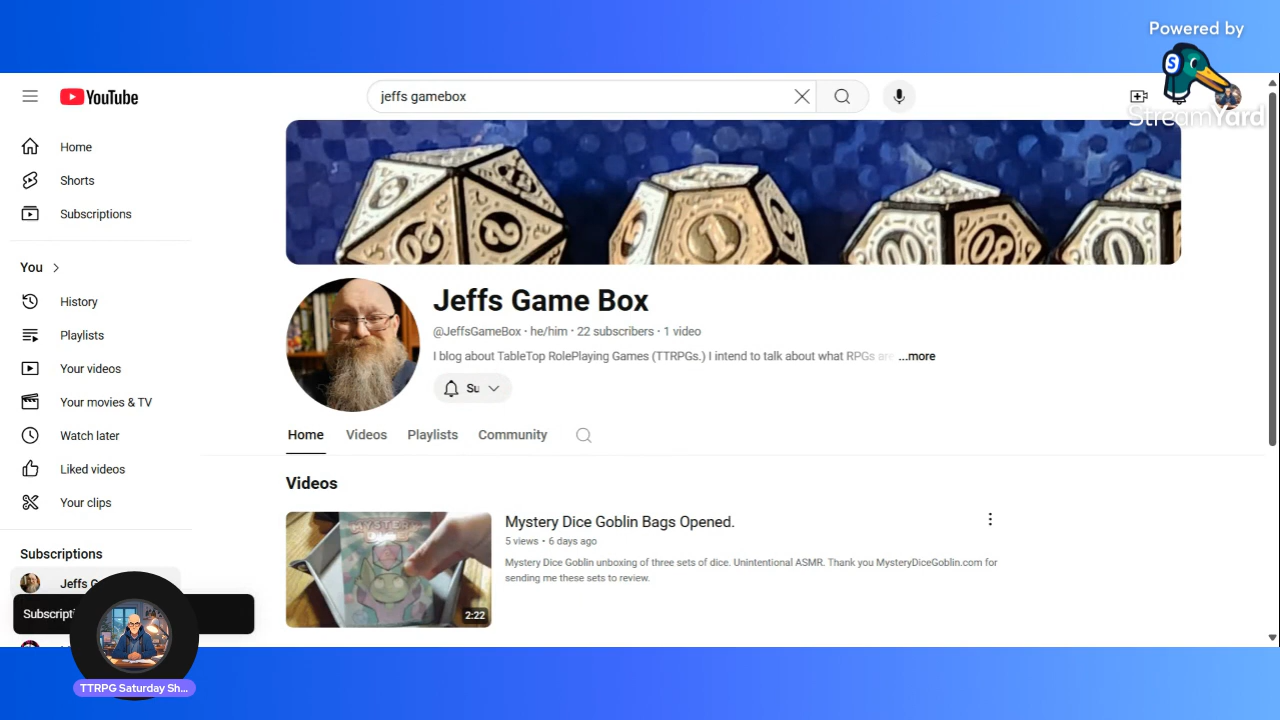 Powered by
StreamYard
YouTube
jeffs gamebox
Home
Shorts
Subscriptions
You
History
Playlists
Your videos
Your movies & TV
Watch later
Liked videos
Your clips
Subscriptions
Jeffs G
Subscripti
TTRPG Saturday Sh...
Jeffs Game Box
@JeffsGameBox · he/him · 22 subscribers · 1 video
I blog about TableTop RolePlaying Games (TTRPGs.) I intend to talk about what RPGs are ...more
Su
Home Videos Playlists Community
Videos
MYSTERY
2:22
Mystery Dice Goblin Bags Opened.
5 views · 6 days ago
Mystery Dice Goblin unboxing of three sets of dice. Unintentional ASMR. Thank you MysteryDiceGoblin.com for
sending me these sets to review.